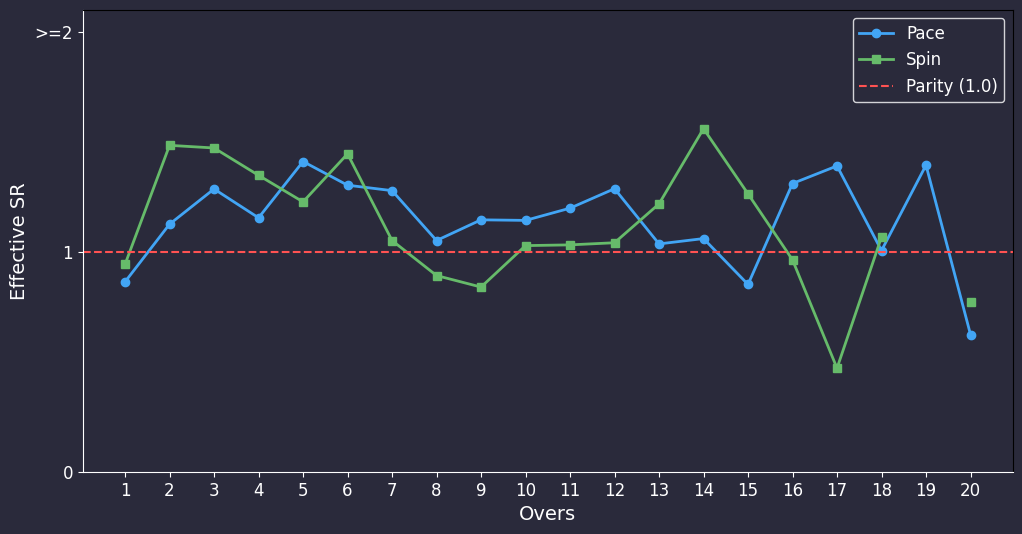 Pace
Spin
Parity (1.0)
Effective SR
>=2
1
0
1 2 3 4 5 6 7 8 9 10 11 12 13 14 15 16 17 18 19 20
Overs